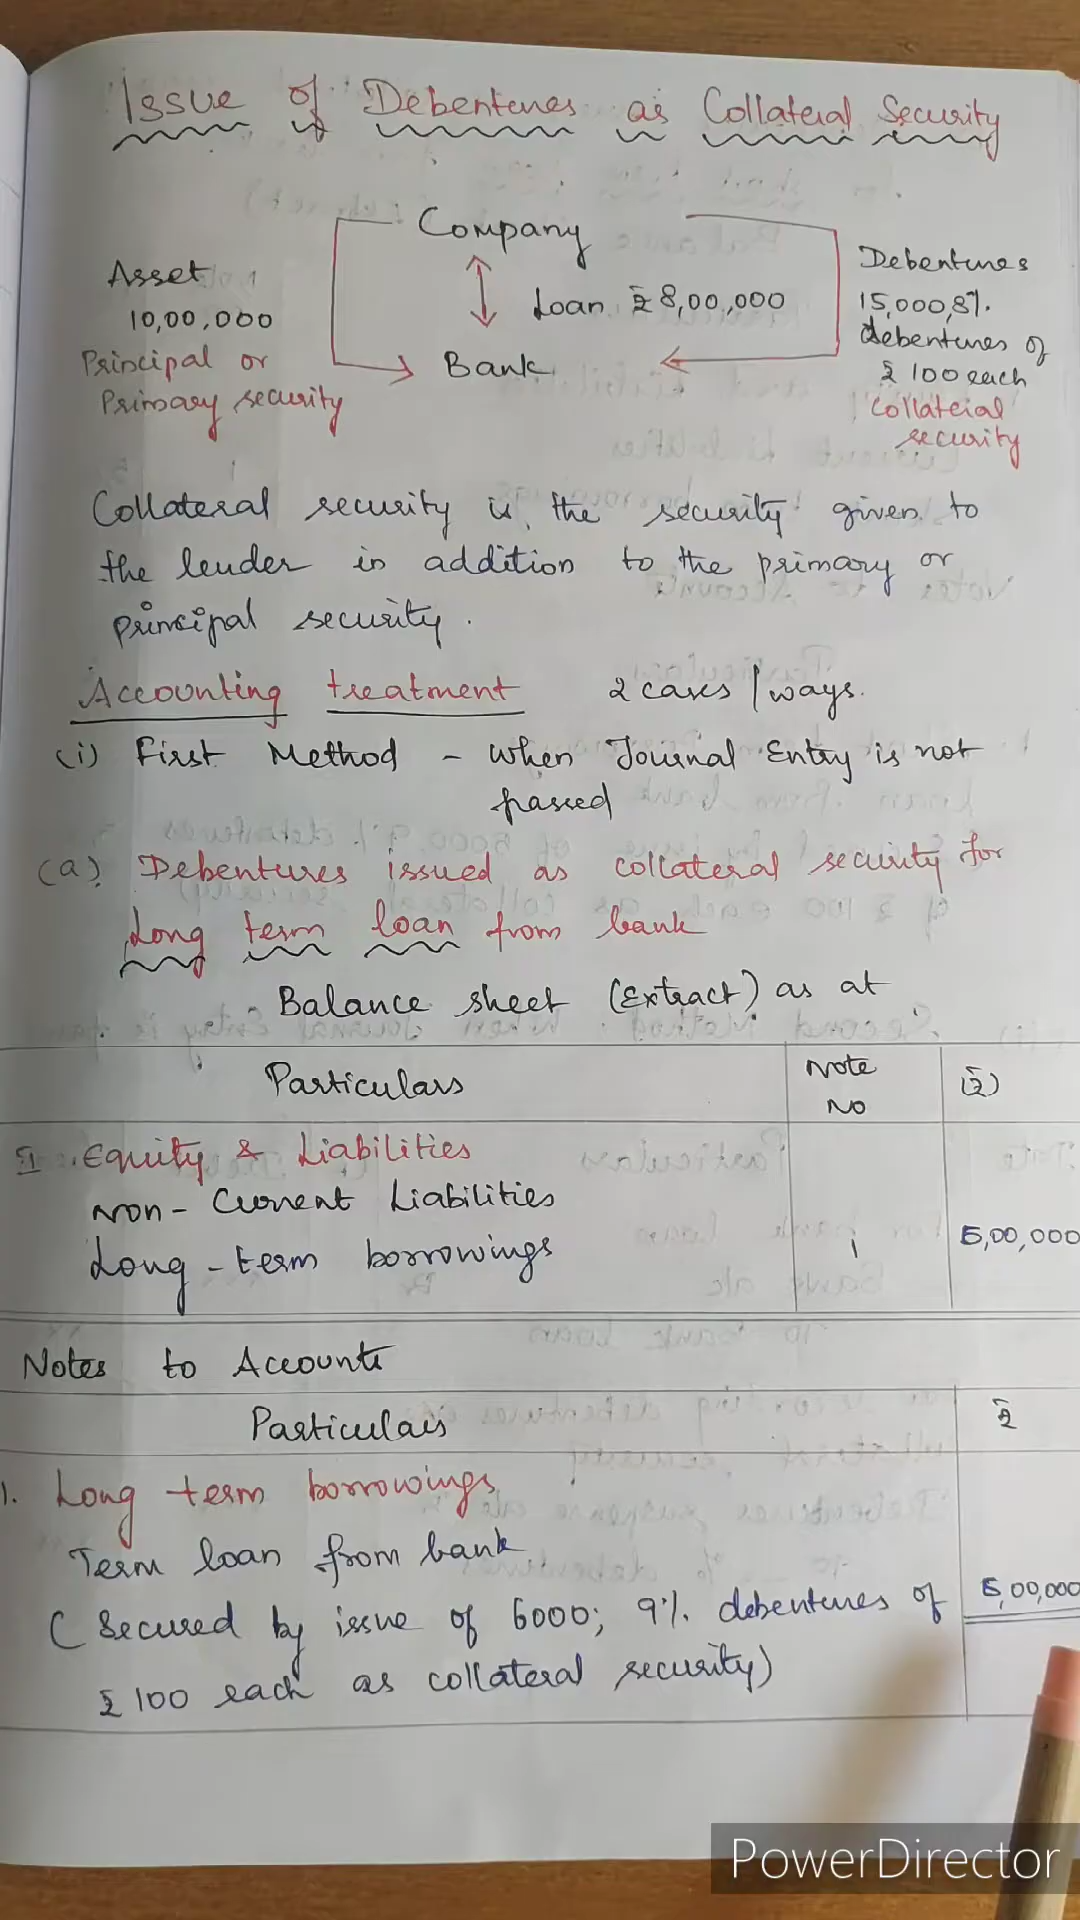 Issue of Debentures as Collateral Security
Company
Asset
10,00,000
Principal or
Primary security
Loan ₹ 8,00,000
Bank
Debentures
15,000, 8%
debentures of
₹ 100 each
Collateral
security
Collateral security is the security given to
the lender in addition to the primary or
principal security.
Accounting treatment 2 cases / ways.
(i) First Method - When Journal Entry is not
passed
(a) Debentures issued as collateral security for
Long term loan from bank
Balance sheet (Extract) as at
Particulars Note No (₹)
I. Equity & Liabilities
Non-Current Liabilities
Long-term borrowings 1 5,00,000
Notes to Accounts
Particulars ₹
1. Long term borrowings
Term loan from bank
(Secured by issue of 6000; 9% debentures of 5,00,000
₹ 100 each as collateral security)
PowerDirector